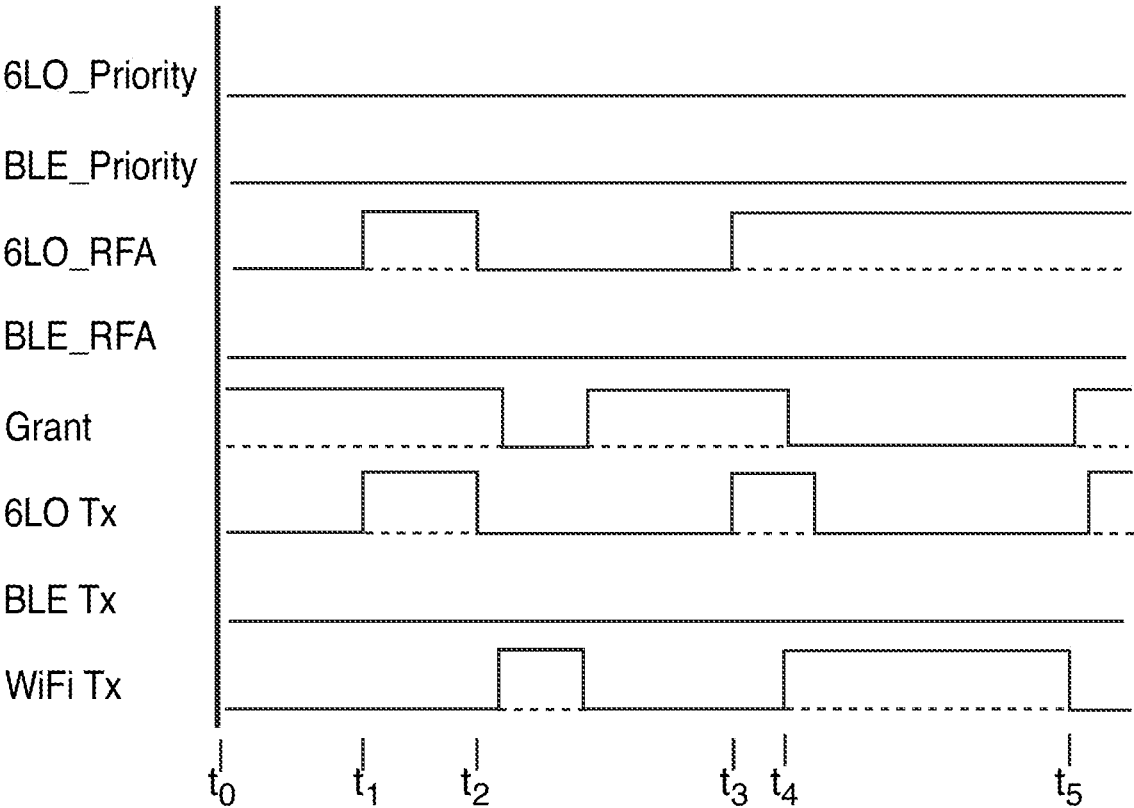 6LO_Priority
BLE_Priority
6LO_RFA
BLE_RFA
Grant
6LO Tx
BLE Tx
WiFi Tx
t0 t1 t2 t3 t4 t5